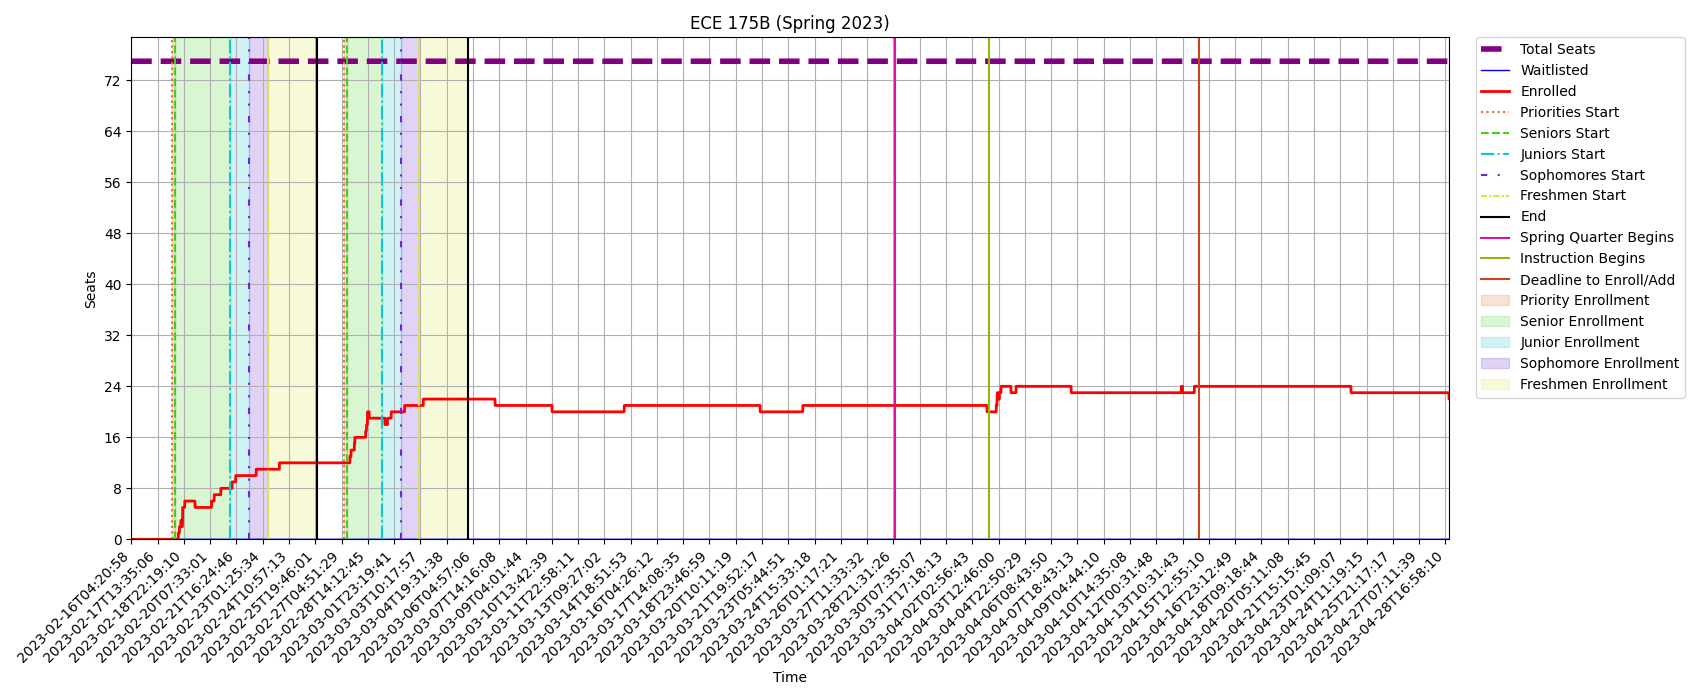 ECE 175B (Spring 2023)
Seats
72
64
56
48
40
32
24
16
8
0
2023-02-16T04:20:58
2023-02-17T13:35:06
2023-02-18T22:19:10
2023-02-20T07:33:01
2023-02-21T16:24:46
2023-02-23T01:25:34
2023-02-24T10:57:13
2023-02-25T19:46:01
2023-02-27T04:51:29
2023-02-28T14:12:45
2023-03-01T23:19:41
2023-03-03T10:17:57
2023-03-04T19:31:38
2023-03-06T04:57:06
2023-03-07T14:16:08
2023-03-09T04:01:44
2023-03-10T13:42:39
2023-03-11T22:58:11
2023-03-13T09:27:02
2023-03-14T18:51:53
2023-03-16T04:26:12
2023-03-17T14:08:35
2023-03-18T23:46:59
2023-03-20T10:11:19
2023-03-21T19:52:17
2023-03-23T05:44:51
2023-03-24T15:33:18
2023-03-26T01:17:21
2023-03-27T11:33:32
2023-03-28T21:31:26
2023-03-30T07:35:07
2023-03-31T17:18:13
2023-04-02T02:56:43
2023-04-03T12:46:00
2023-04-04T22:50:29
2023-04-06T08:43:50
2023-04-07T18:43:13
2023-04-09T04:44:10
2023-04-10T14:35:08
2023-04-12T00:31:48
2023-04-13T10:31:43
2023-04-15T12:55:10
2023-04-16T23:12:49
2023-04-18T09:18:44
2023-04-20T05:11:08
2023-04-21T15:15:45
2023-04-23T01:09:07
2023-04-24T11:19:15
2023-04-25T21:17:17
2023-04-27T07:11:39
2023-04-28T16:58:10
Time
Total Seats
Waitlisted
Enrolled
Priorities Start
Seniors Start
Juniors Start
Sophomores Start
Freshmen Start
End
Spring Quarter Begins
Instruction Begins
Deadline to Enroll/Add
Priority Enrollment
Senior Enrollment
Junior Enrollment
Sophomore Enrollment
Freshmen Enrollment